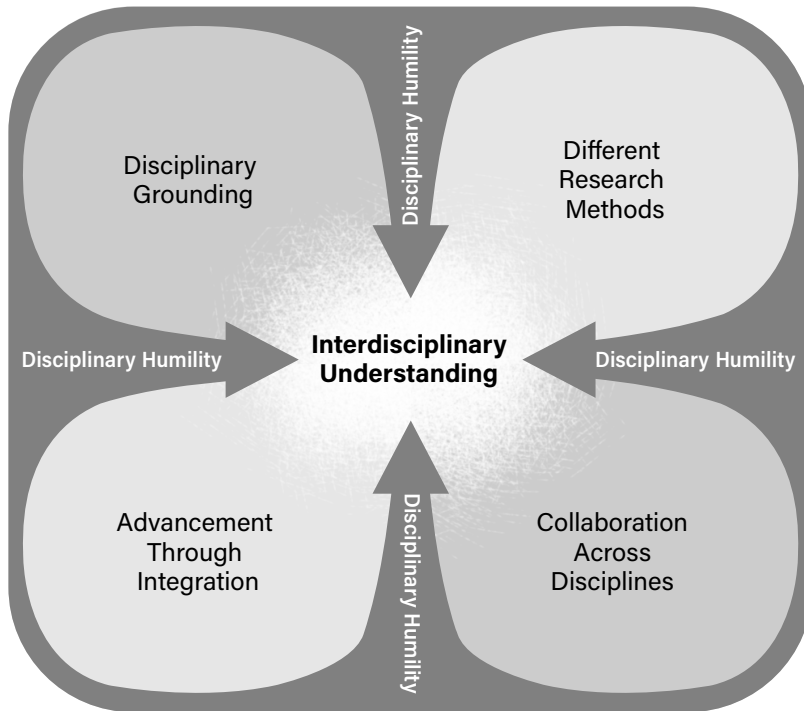 Disciplinary Humility
Disciplinary
Grounding
Different
Research
Methods
Disciplinary Humility
Interdisciplinary
Understanding
Disciplinary Humility
Advancement
Through
Integration
Disciplinary Humility
Collaboration
Across
Disciplines